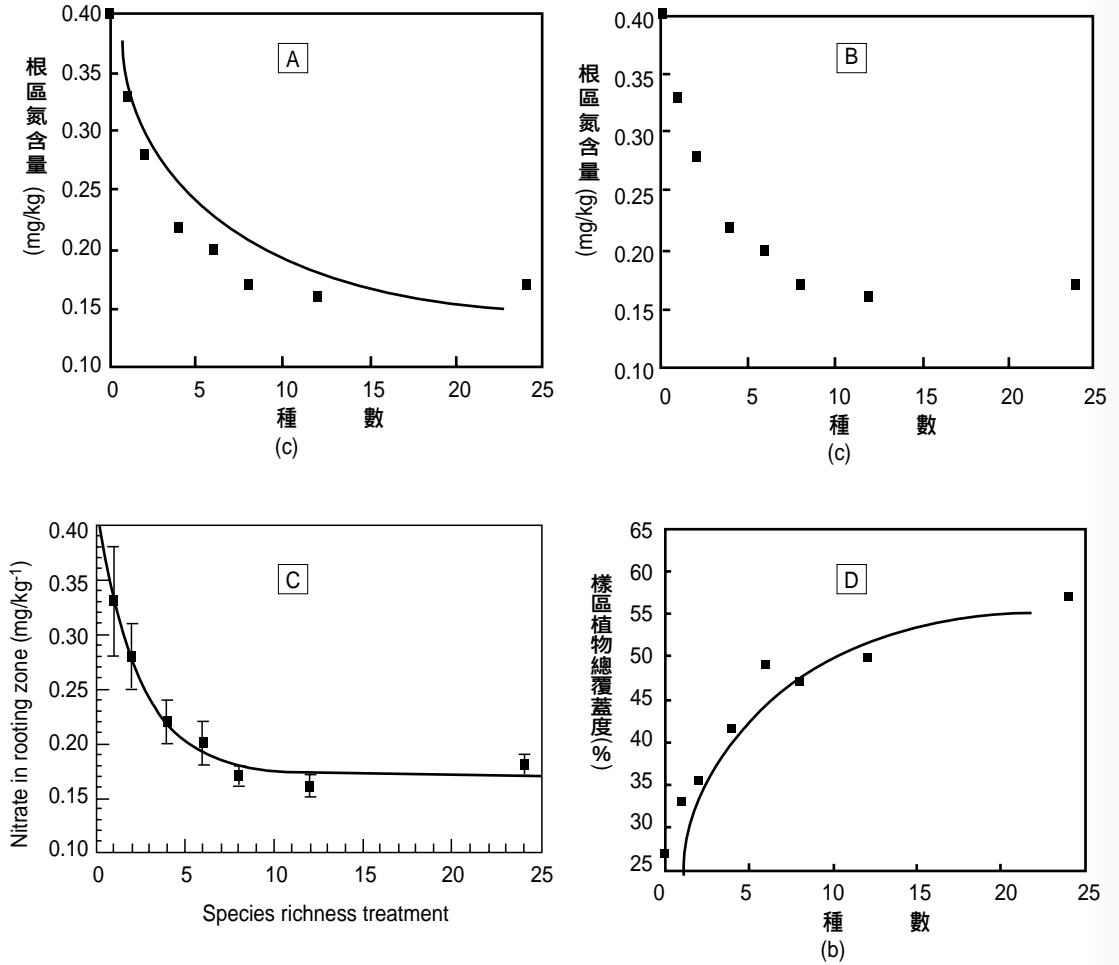 A
根區氮含量 (mg/kg)
0.40
0.35
0.30
0.25
0.20
0.15
0.10
0 5 10 15 20 25
種 數
(c)
B
根區氮含量 (mg/kg)
0.40
0.35
0.30
0.25
0.20
0.15
0.10
0 5 10 15 20 25
種 數
(c)
C
Nitrate in rooting zone (mg/kg-1)
0.40
0.35
0.30
0.25
0.20
0.15
0.10
0 5 10 15 20 25
Species richness treatment
D
樣區植物總覆蓋度(%)
65
60
55
50
45
40
35
30
25
0 5 10 15 20 25
種 數
(b)